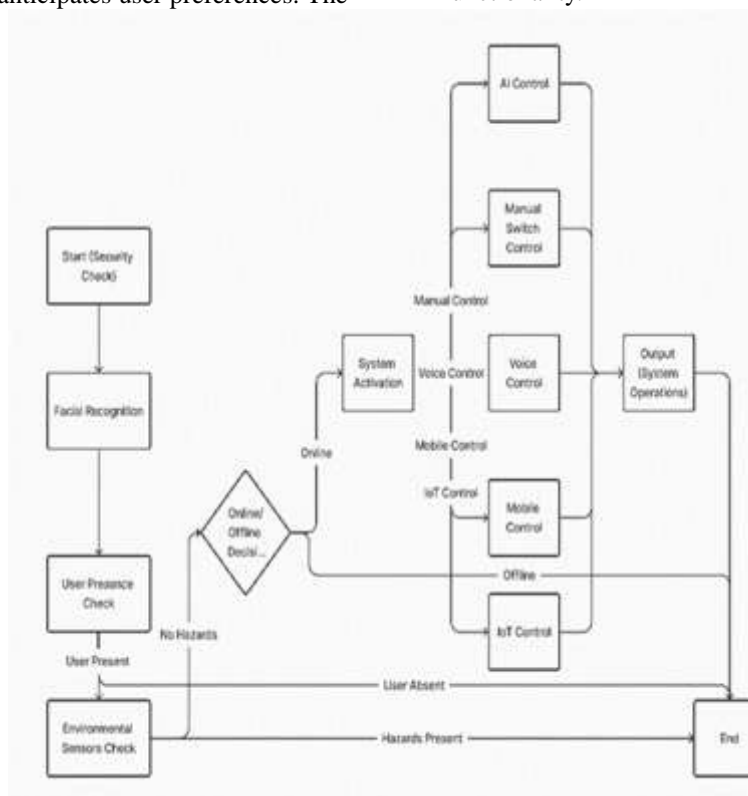 anticipates user preferences. The
AI Control
Manual
Switch
Control
Start (Security
Check)
Manual Control
System
Activation
Voice Control
Voice
Control
Output
(System
Operations)
Facial Recognition
Online
Mobile Control
IoT Control
Mobile
Control
Online/
Offline
Decisi...
Offline
User Presence
Check
No Hazards
IoT Control
User Present
User Absent
Environmental
Sensors Check
Hazards Present
End